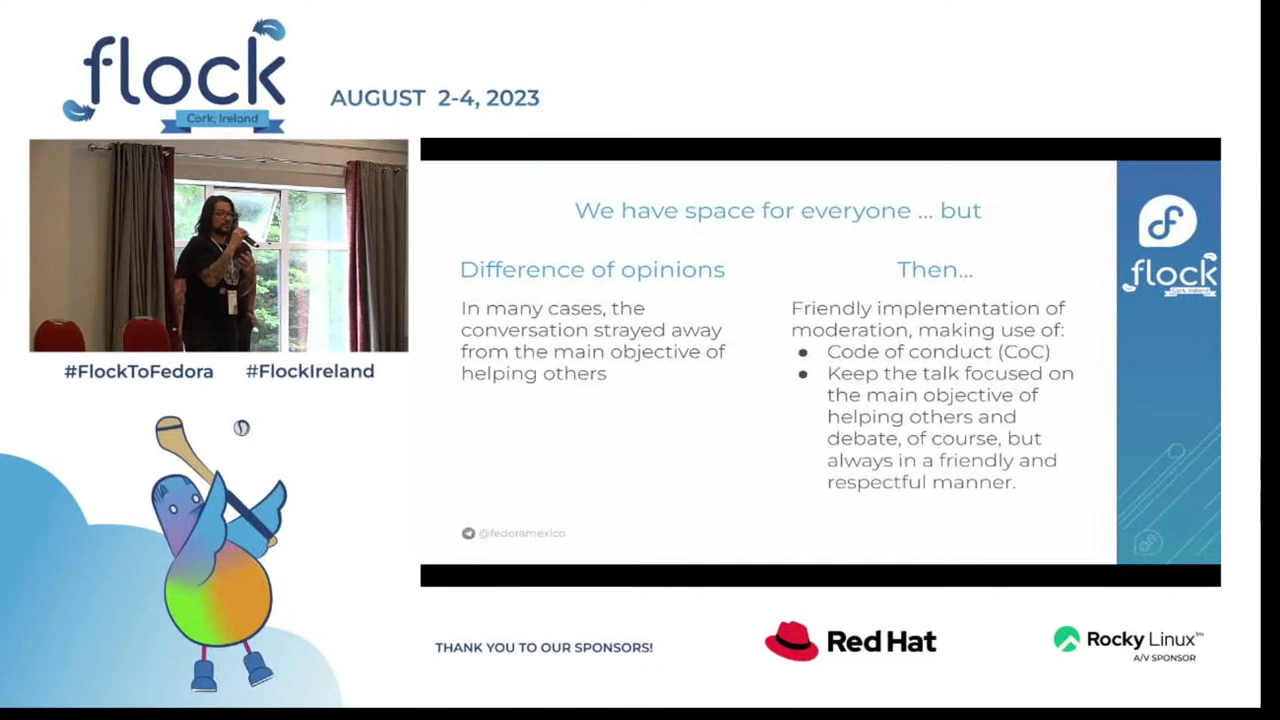 flock
Cork, Ireland
AUGUST 2-4, 2023
#FlockToFedora #FlockIreland
We have space for everyone ... but
Difference of opinions
In many cases, the
conversation strayed away
from the main objective of
helping others
Then...
Friendly implementation of
moderation, making use of:
● Code of conduct (CoC)
● Keep the talk focused on
the main objective of
helping others and
debate, of course, but
always in a friendly and
respectful manner.
@fedoramexico
flock
Cork, Ireland
THANK YOU TO OUR SPONSORS!
Red Hat
Rocky Linux™
A/V SPONSOR